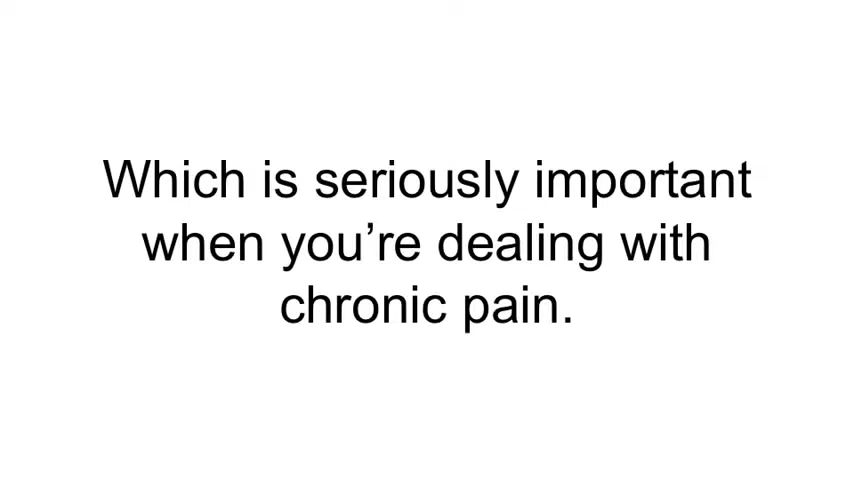 Which is seriously important
when you’re dealing with
chronic pain.